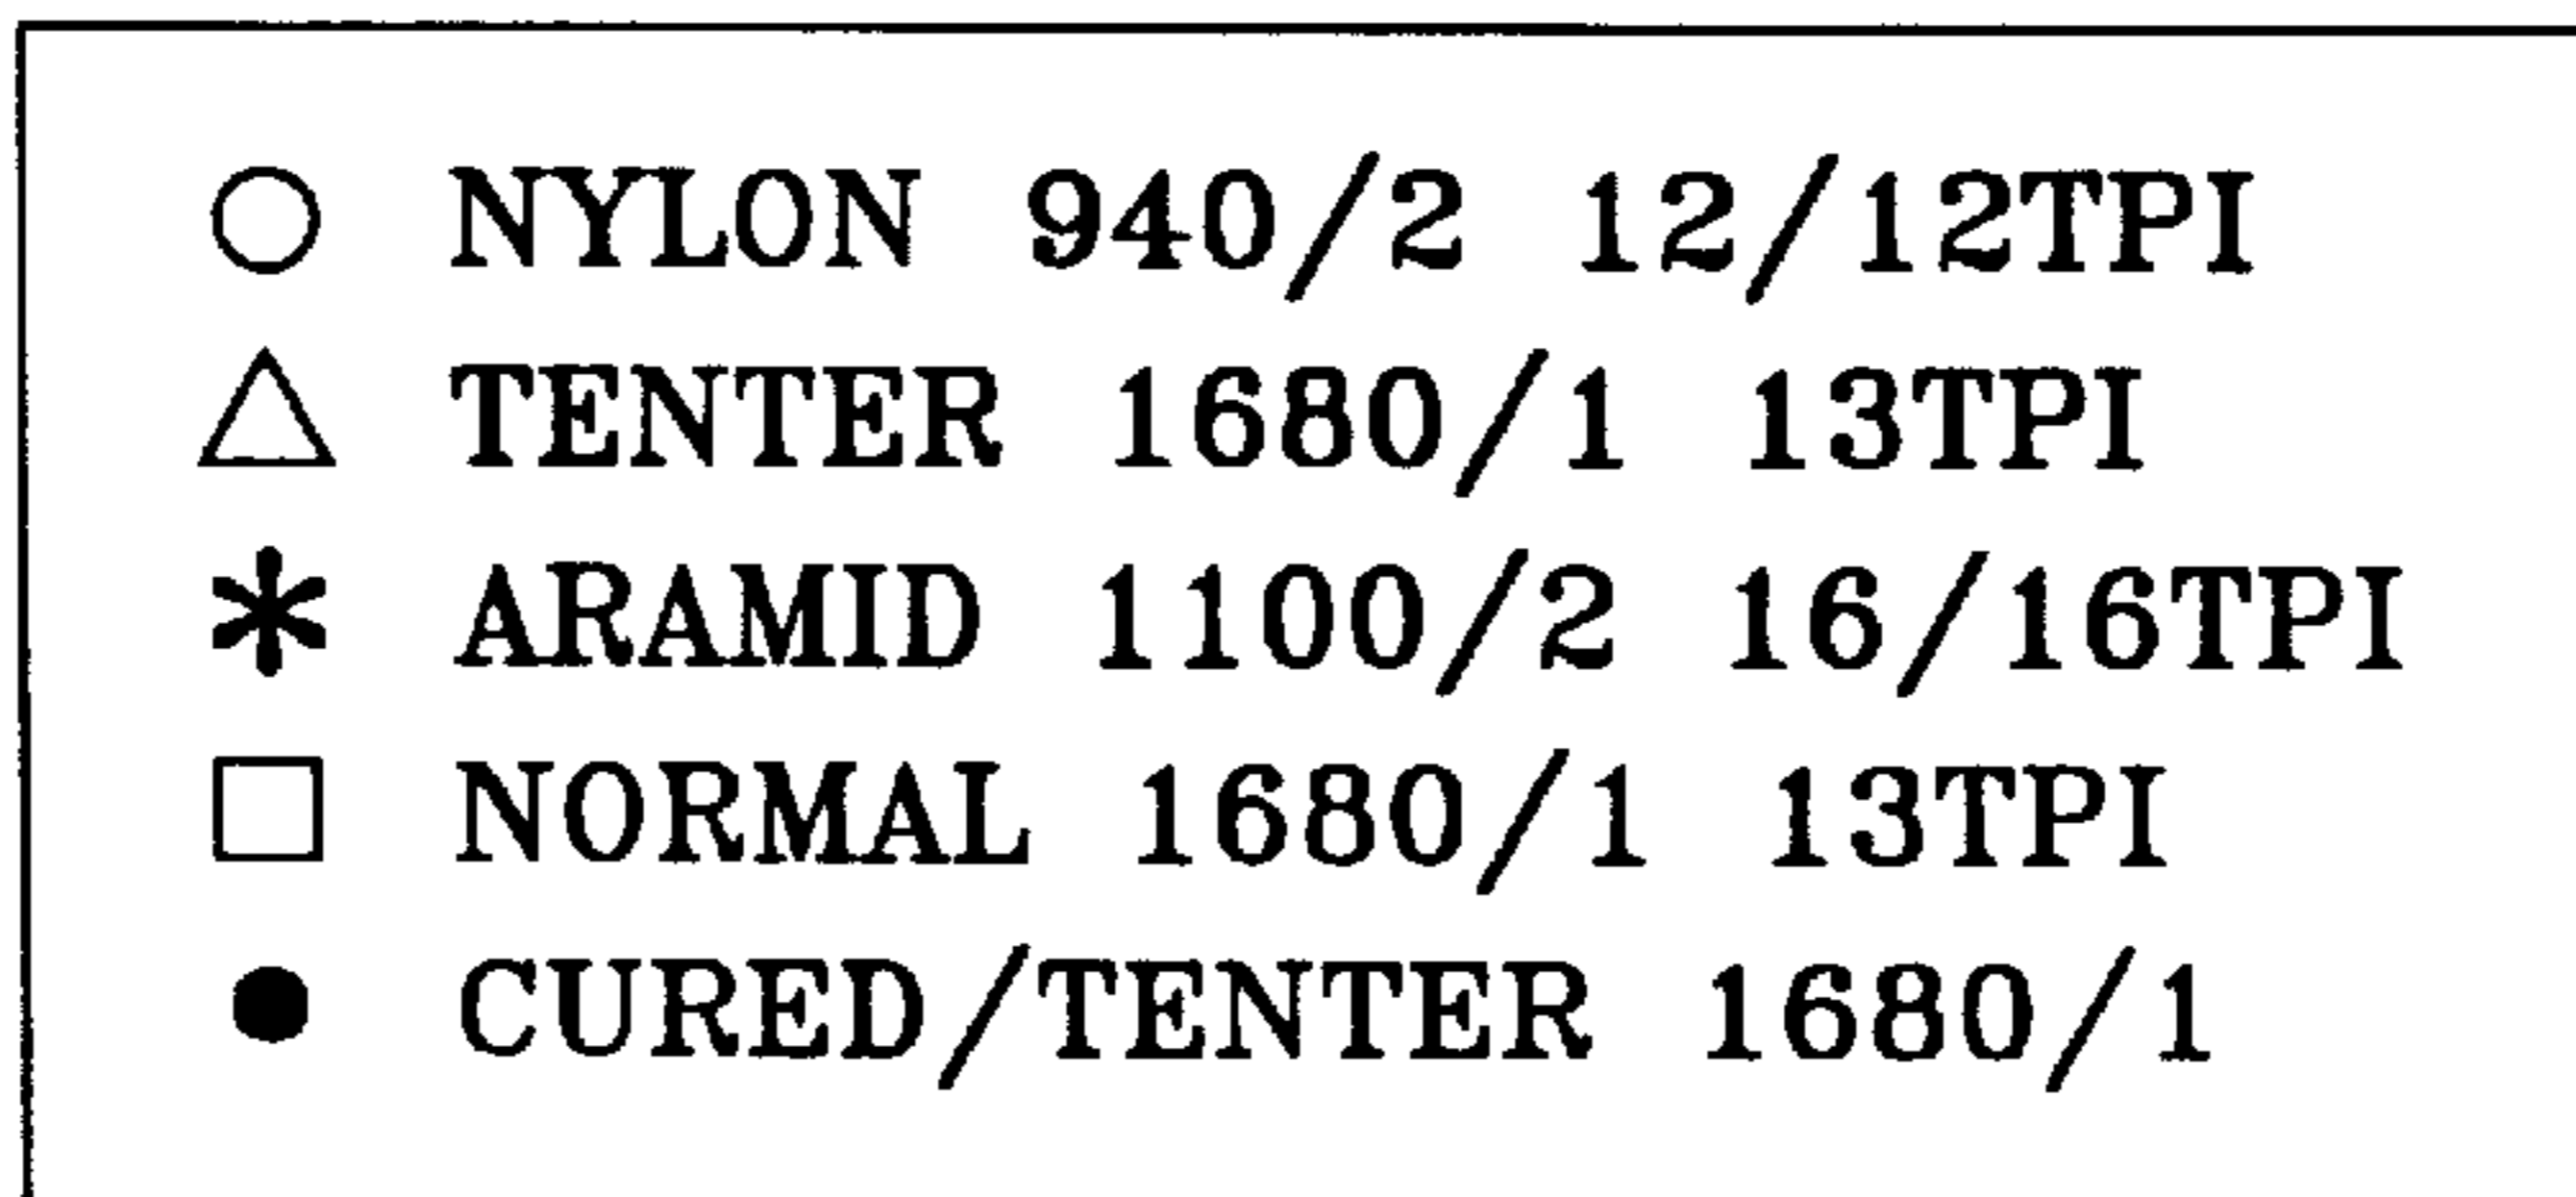 NYLON 940/2 12/12TPI
TENTER 1680/1 13TPI
ARAMID 1100/2 16/16TPI
NORMAL 1680/1 13TPI
CURED/TENTER 1680/1